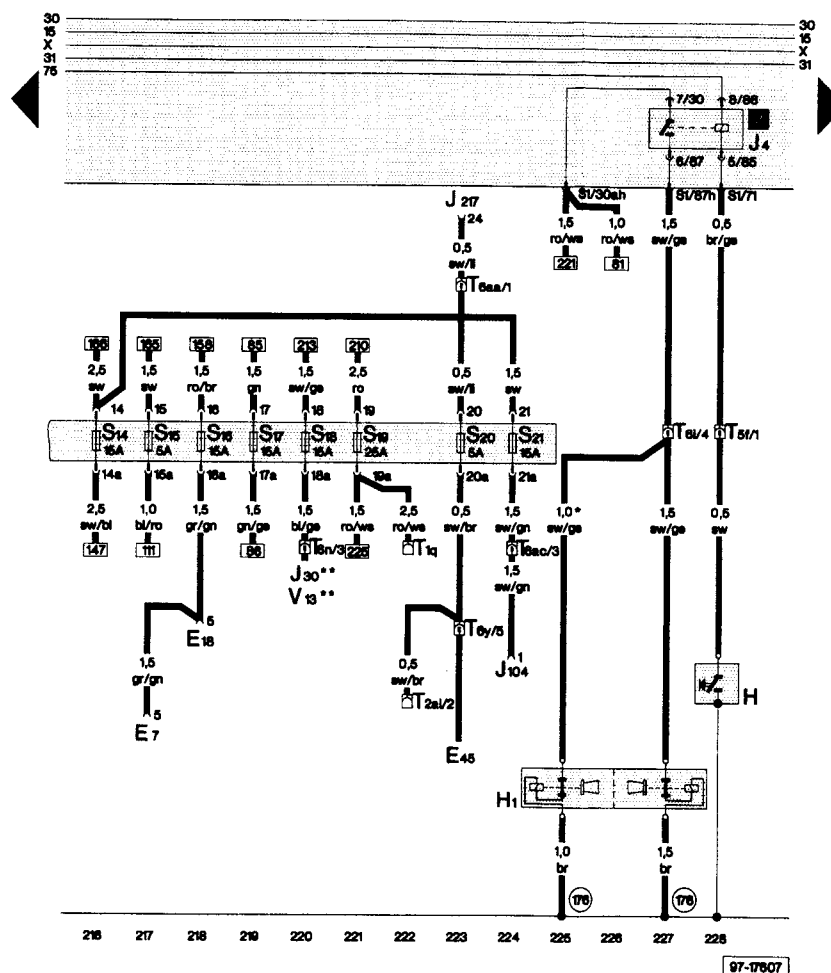 30 30
15 15
X X
31 31
75
7/30 8/86
J4
6/87 5/85
S1/30ah S1/87h S1/71
J 217
24
1,5 1,0 1,5 0,5
ro/ws ro/ws sw/ge br/ge
221 81
0,5
sw/li
T6aa/1
166 165 158 85 213 210
2,5 1,5 1,5 1,5 1,5 2,5 0,5 1,5
sw sw ro/br gn sw/ge ro sw/li sw
14 15 16 17 18 19 20 21
S14 S15 S16 S17 S18 S19 S20 S21
15A 5A 15A 15A 15A 25A 5A 15A
T6i/4 T5f/1
14a 15a 16a 17a 18a 19a 20a 21a
2,5 1,0 1,5 1,5 1,5 1,5 2,5 0,5 1,5 1,0* 1,5 0,5
sw/bl bl/ro gr/gn gn/ge bl/ge ro/ws ro/ws sw/br sw/gn sw/ge sw/ge sw
147 111 86 T6n/3 226 T1q T6ac/3
J30**
V13**
1,5
sw/gn
5
E18
T6y/5
1
J104
1,5
gr/gn
0,5
sw/br
T2al/2
H
5
E7
E45
H1
1,0 1,5
br br
176 176
216 217 218 219 220 221 222 223 224 225 226 227 228
97-17607